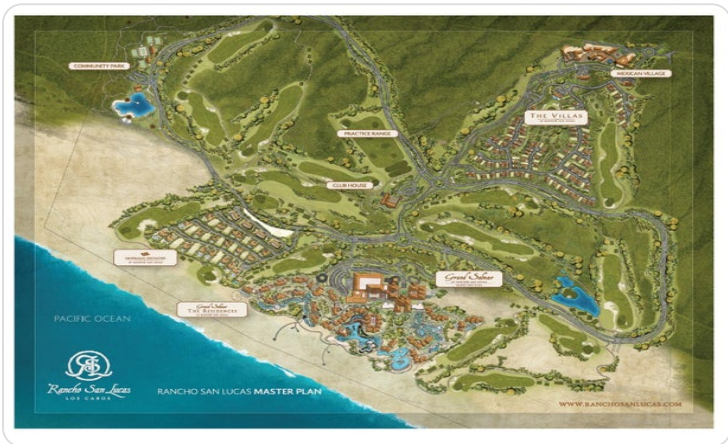 COMMUNITY PARK
MEXICAN VILLAGE
THE VILLAS
PRACTICE RANGE
CLUB HOUSE
Grand Solmar
Grand Solmar
THE RESIDENCES
PACIFIC OCEAN
Rancho San Lucas
LOS CABOS
RANCHO SAN LUCAS MASTER PLAN
WWW.RANCHOSANLUCAS.COM